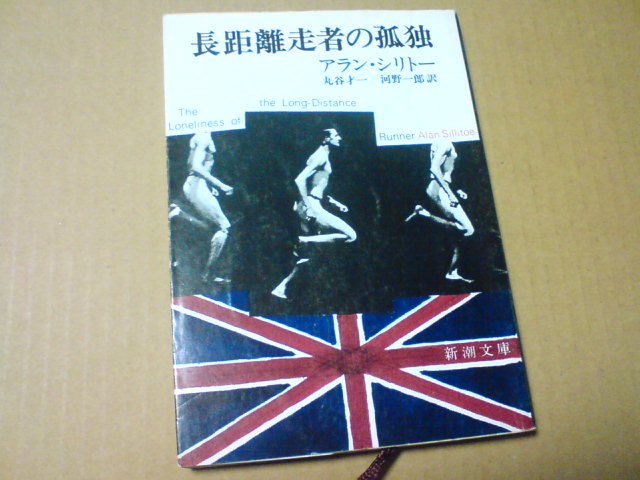 長距離走者の孤独
アラン・シリトー
丸谷才一／河野一郎訳
The
Loneliness of
the Long-Distance
Runner Alan Sillitoe
新潮文庫